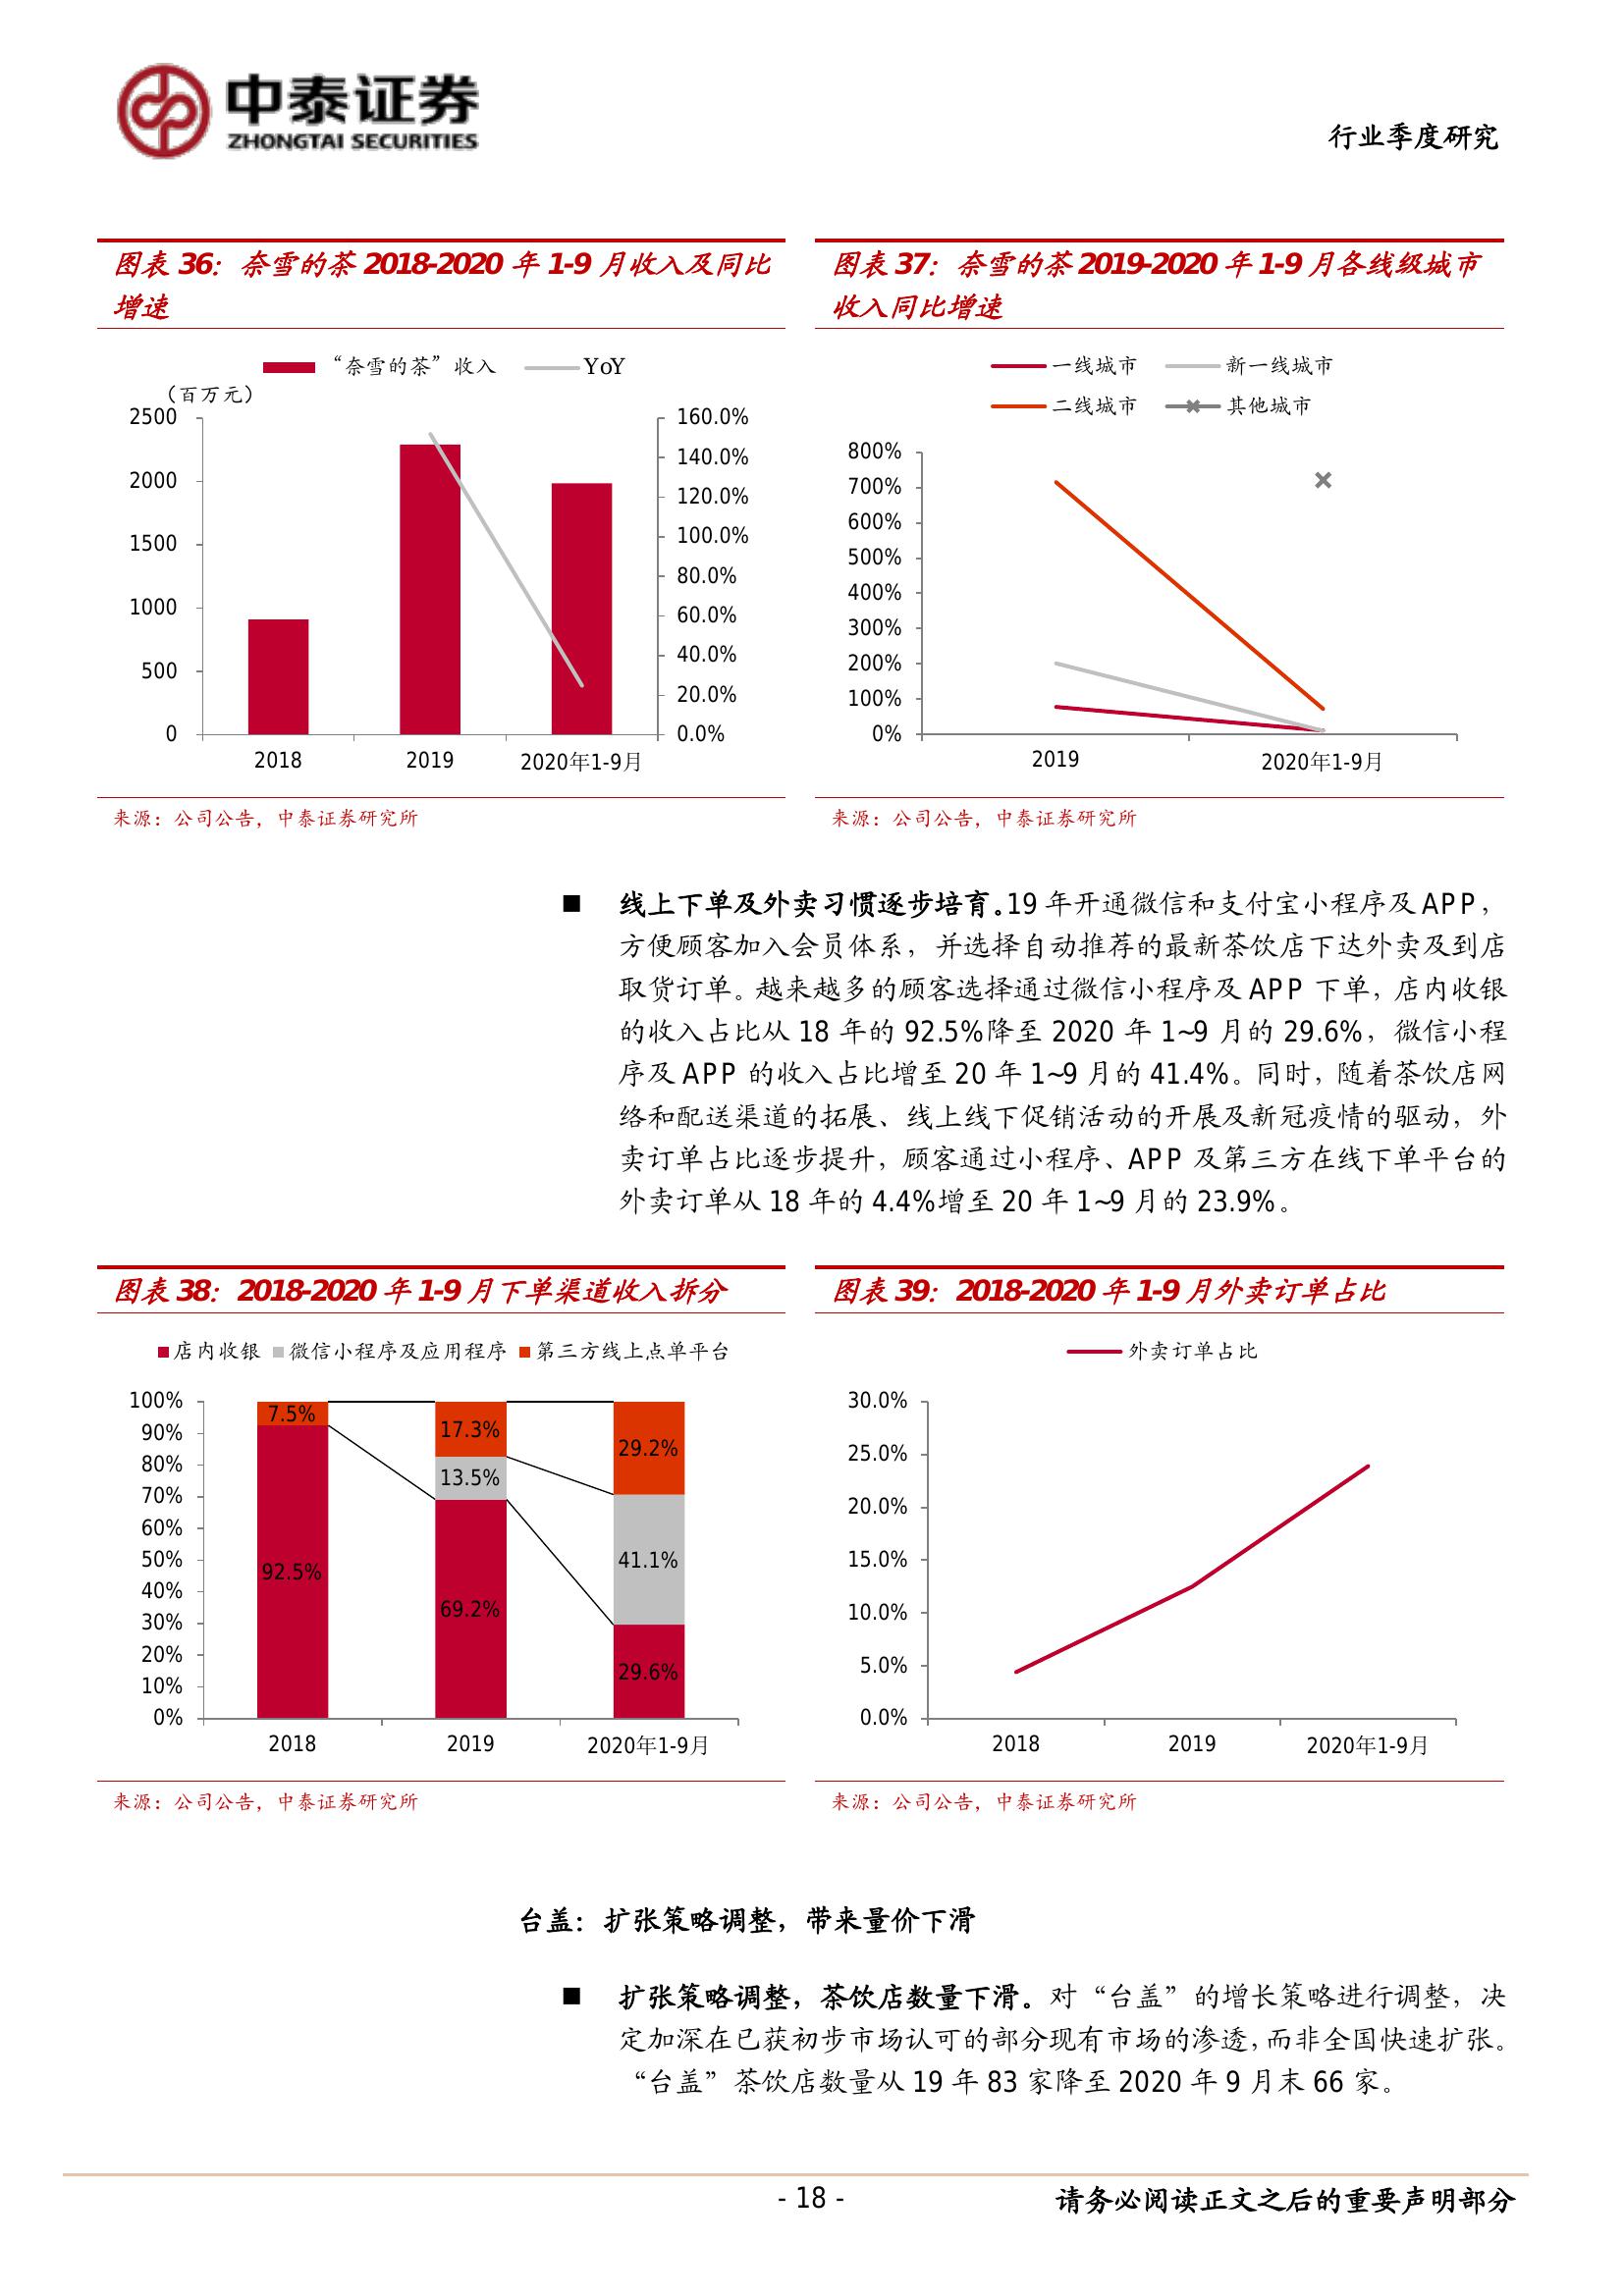 中泰证券
ZHONGTAI SECURITIES
行业季度研究
图表 36：奈雪的茶 2018-2020 年 1-9 月收入及同比
增速
“奈雪的茶”收入 YoY
（百万元）
2500
2000
1500
1000
500
0
160.0%
140.0%
120.0%
100.0%
80.0%
60.0%
40.0%
20.0%
0.0%
2018 2019 2020年1-9月
来源：公司公告，中泰证券研究所
图表 37：奈雪的茶 2019-2020 年 1-9 月各线级城市
收入同比增速
一线城市 新一线城市
二线城市 其他城市
800%
700%
600%
500%
400%
300%
200%
100%
0%
2019 2020年1-9月
来源：公司公告，中泰证券研究所
■ 线上下单及外卖习惯逐步培育。19 年开通微信和支付宝小程序及 APP，
方便顾客加入会员体系，并选择自动推荐的最新茶饮店下达外卖及到店
取货订单。越来越多的顾客选择通过微信小程序及 APP 下单，店内收银
的收入占比从 18 年的 92.5%降至 2020 年 1~9 月的 29.6%，微信小程
序及 APP 的收入占比增至 20 年 1~9 月的 41.4%。同时，随着茶饮店网
络和配送渠道的拓展、线上线下促销活动的开展及新冠疫情的驱动，外
卖订单占比逐步提升，顾客通过小程序、APP 及第三方在线下单平台的
外卖订单从 18 年的 4.4%增至 20 年 1~9 月的 23.9%。
图表 38：2018-2020 年 1-9 月下单渠道收入拆分
店内收银 微信小程序及应用程序 第三方线上点单平台
100%
90%
80%
70%
60%
50%
40%
30%
20%
10%
0%
7.5%
92.5%
17.3%
13.5%
69.2%
29.2%
41.1%
29.6%
2018 2019 2020年1-9月
来源：公司公告，中泰证券研究所
图表 39：2018-2020 年 1-9 月外卖订单占比
外卖订单占比
30.0%
25.0%
20.0%
15.0%
10.0%
5.0%
0.0%
2018 2019 2020年1-9月
来源：公司公告，中泰证券研究所
台盖：扩张策略调整，带来量价下滑
■ 扩张策略调整，茶饮店数量下滑。对“台盖”的增长策略进行调整，决
定加深在已获初步市场认可的部分现有市场的渗透，而非全国快速扩张。
“台盖”茶饮店数量从 19 年 83 家降至 2020 年 9 月末 66 家。
- 18 -
请务必阅读正文之后的重要声明部分